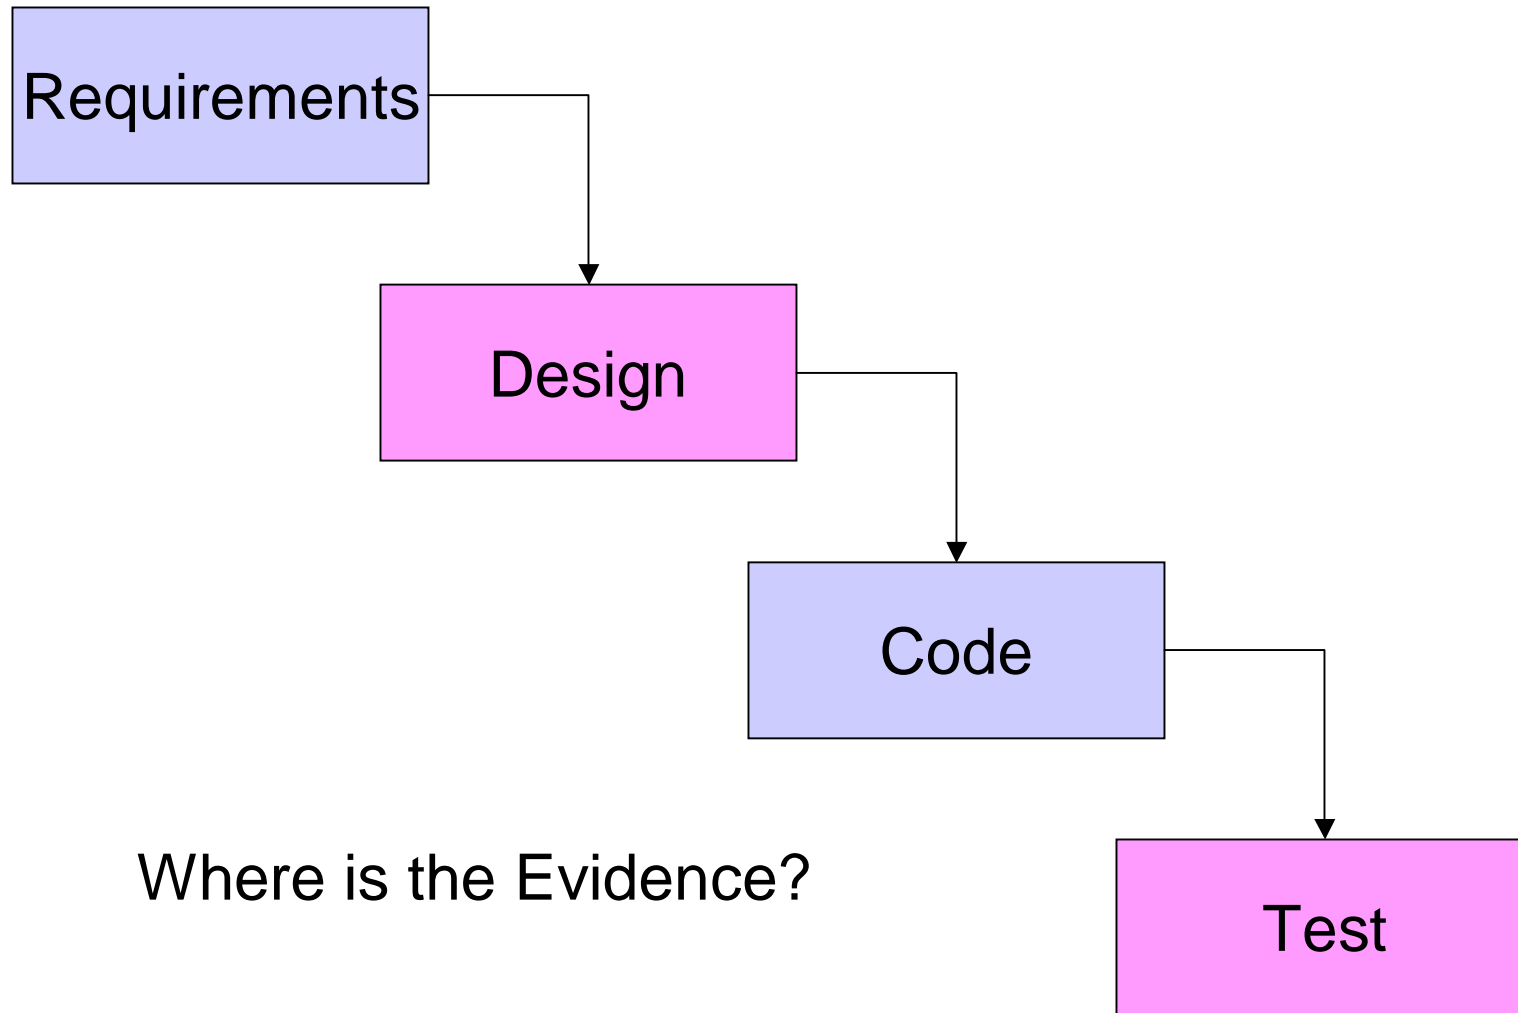 Requirements
Design
Code
Where is the Evidence?
Test